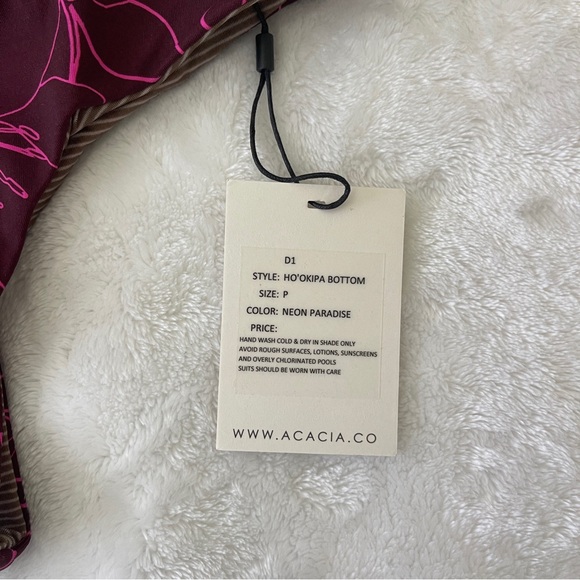 D1
STYLE: HO'OKIPA BOTTOM
SIZE: P
COLOR: NEON PARADISE
PRICE:
HAND WASH COLD & DRY IN SHADE ONLY
AVOID ROUGH SURFACES, LOTIONS, SUNSCREENS
AND OVERLY CHLORINATED POOLS
SUITS SHOULD BE WORN WITH CARE
WWW.ACACIA.CO